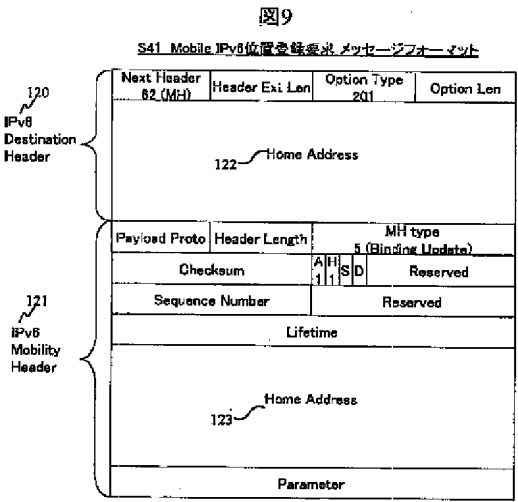 図9
S41 Mobile IPv6位置登録要求 メッセージフォーマット
120
IPv6
Destination
Header
Next Header
62 (MH)
Header Exi Len
Option Type
201
Option Len
122
Home Address
121
IPv6
Mobility
Header
Payload Proto
Header Length
MH type
5 (Binding Update)
Checksum
A
1
H
1
S
D
Reserved
Sequence Number
Reserved
Lifetime
123
Home Address
Parameter